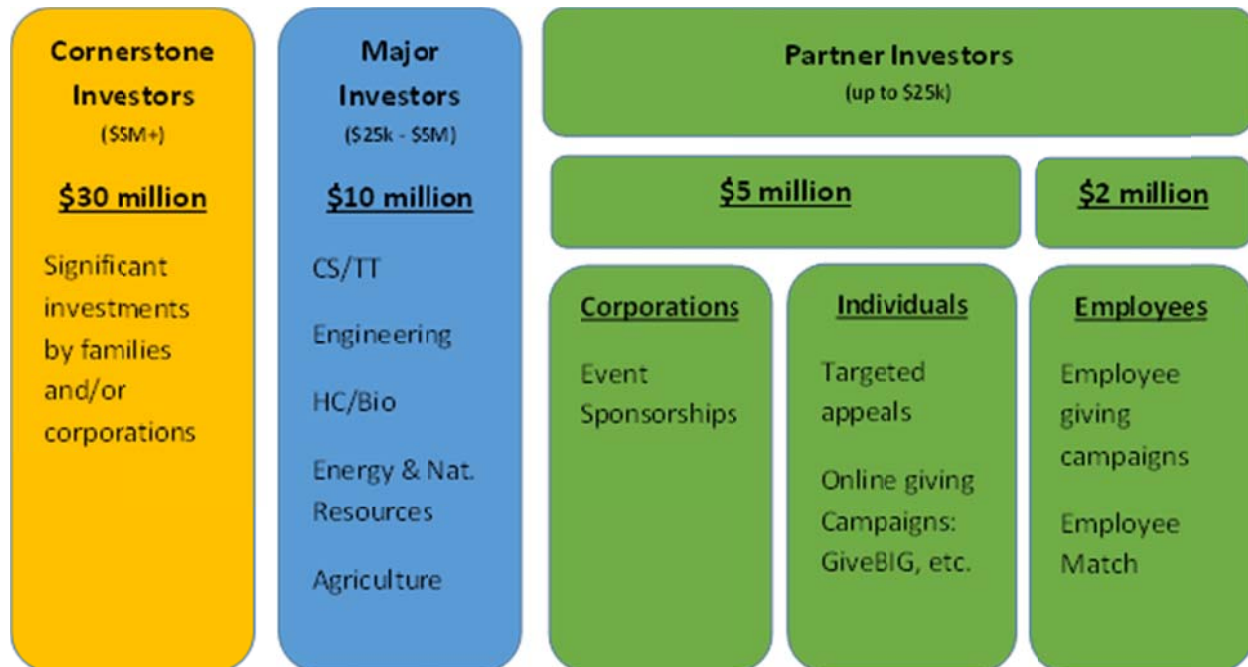 Cornerstone
Investors
($5M+)
$30 million
Significant
investments
by families
and/or
corporations
Major
Investors
($25k - $5M)
$10 million
CS/TT
Engineering
HC/Bio
Energy & Nat.
Resources
Agriculture
Partner Investors
(up to $25k)
$5 million
$2 million
Corporations
Event
Sponsorships
Individuals
Targeted
appeals
Online giving
Campaigns:
GiveBIG, etc.
Employees
Employee
giving
campaigns
Employee
Match